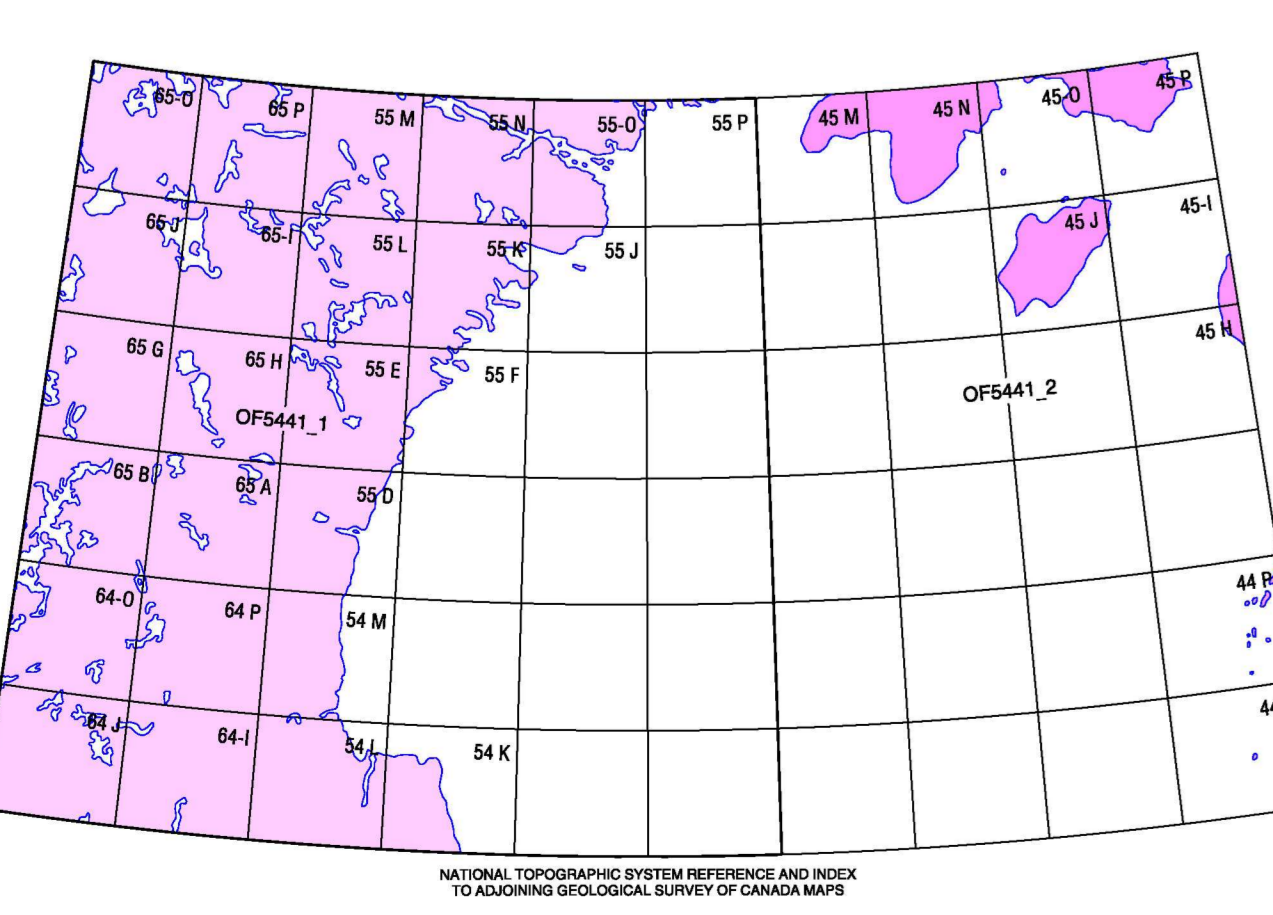 65-O
65 P
55 M
55 N
55-O
55 P
45 M
45 N
45-O
45 P
65 J
65-I
55 L
55 K
55 J
45 J
45-I
65 G
65 H
55 E
55 F
45 H
OF5441_1
OF5441_2
65 B
65 A
55 D
64-O
64 P
54 M
44 P
64 J
64-I
54 L
54 K
44
NATIONAL TOPOGRAPHIC SYSTEM REFERENCE AND INDEX
TO ADJOINING GEOLOGICAL SURVEY OF CANADA MAPS